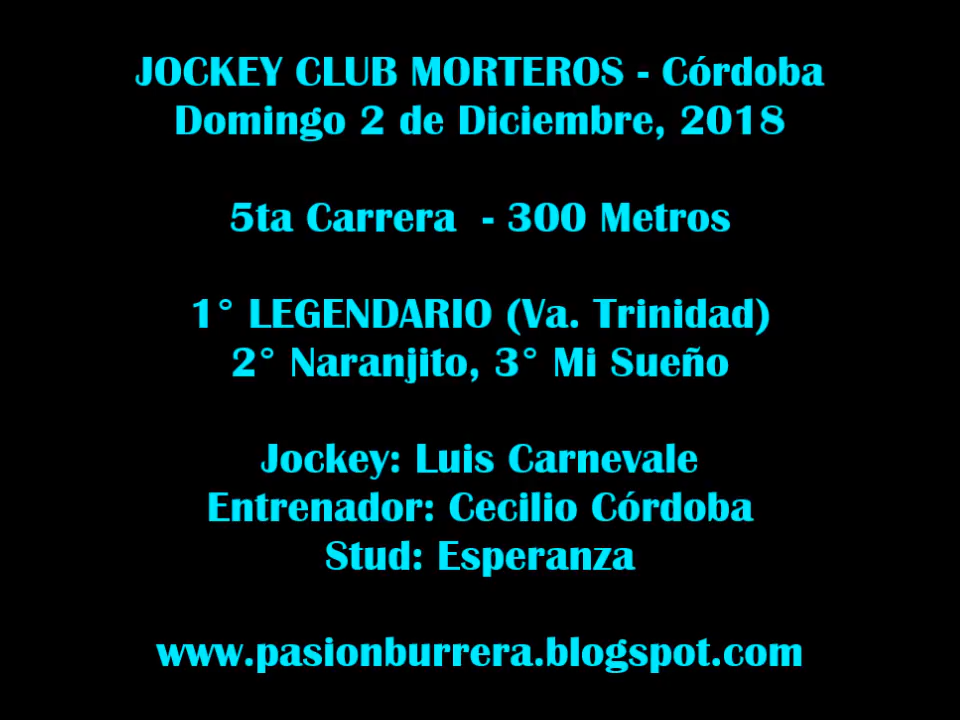 JOCKEY CLUB MORTEROS - Córdoba
Domingo 2 de Diciembre, 2018
5ta Carrera - 300 Metros
1° LEGENDARIO (Va. Trinidad)
2° Naranjito, 3° Mi Sueño
Jockey: Luis Carnevale
Entrenador: Cecilio Córdoba
Stud: Esperanza
www.pasionburrera.blogspot.com